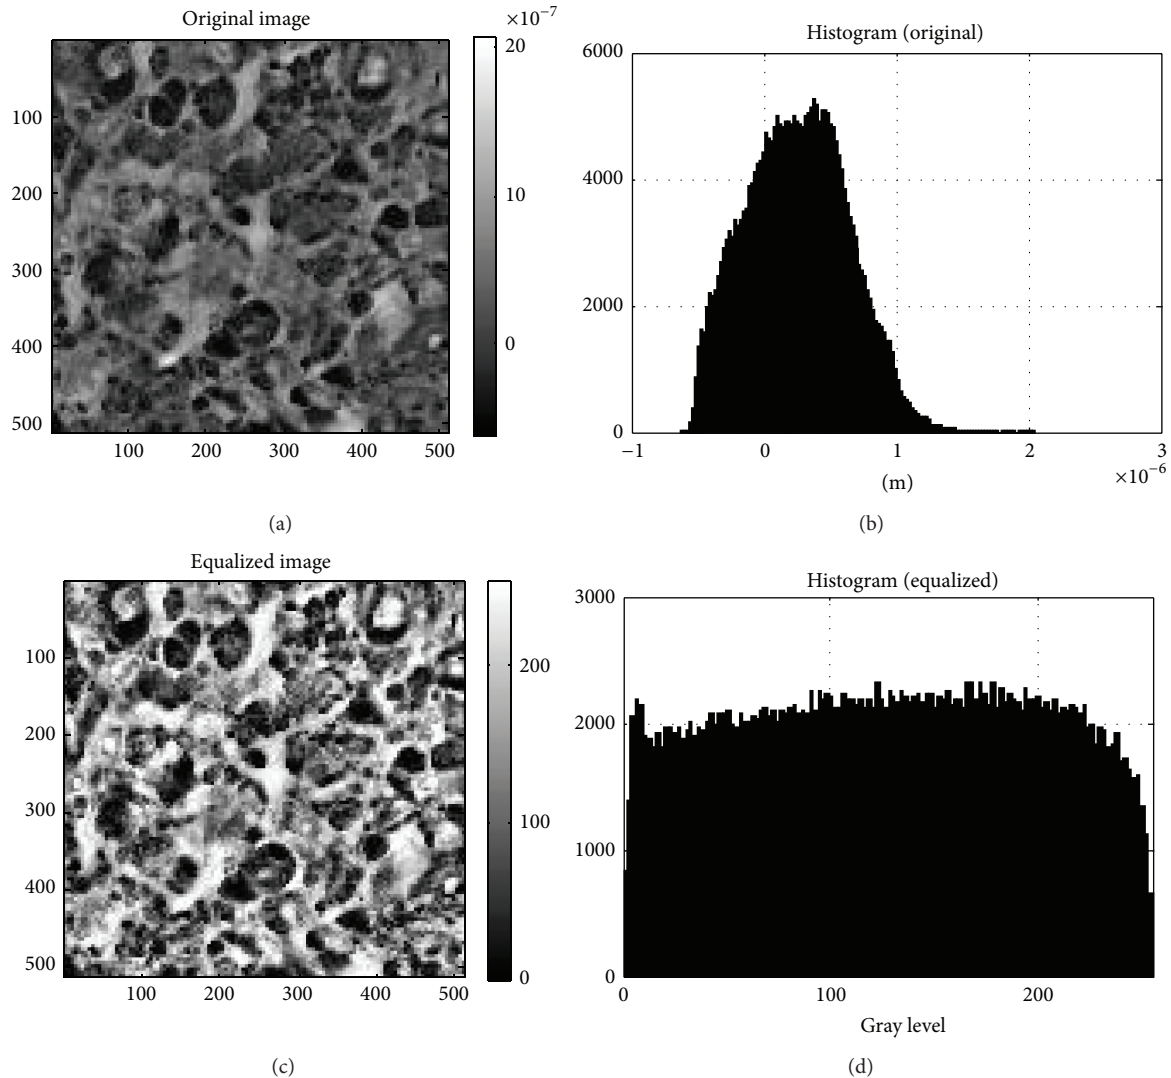 Original image
×10−7
20
10
0
100
200
300
400
500
100 200 300 400 500
(a)
Histogram (original)
6000
4000
2000
0
−1 0 1 2 3
×10−6
(m)
(b)
Equalized image
200
100
0
100
200
300
400
500
100 200 300 400 500
(c)
Histogram (equalized)
3000
2000
1000
0
0 100 200
Gray level
(d)